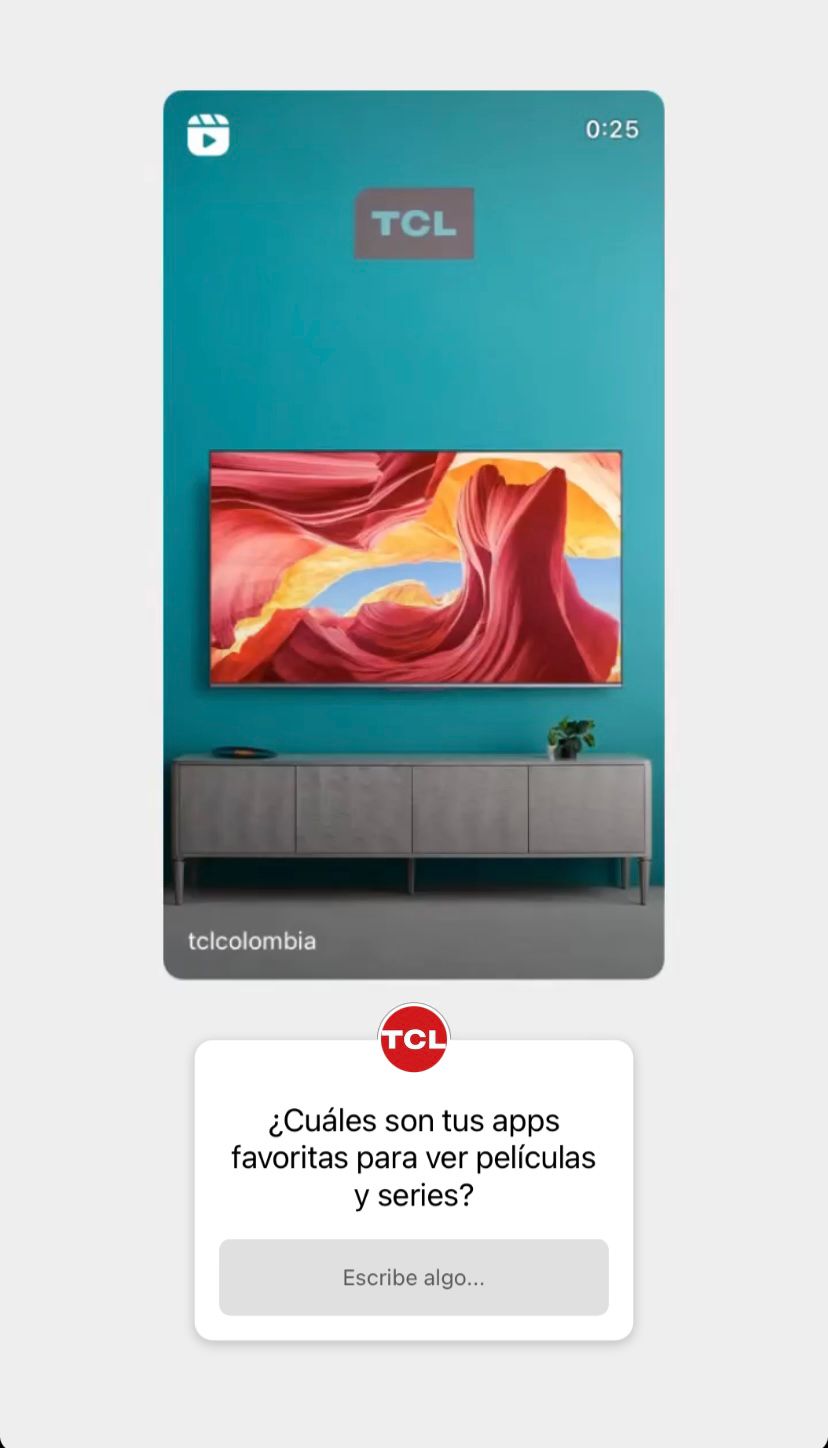 0:25
TCL
tclcolombia
TCL
¿Cuáles son tus apps
favoritas para ver películas
y series?
Escribe algo...